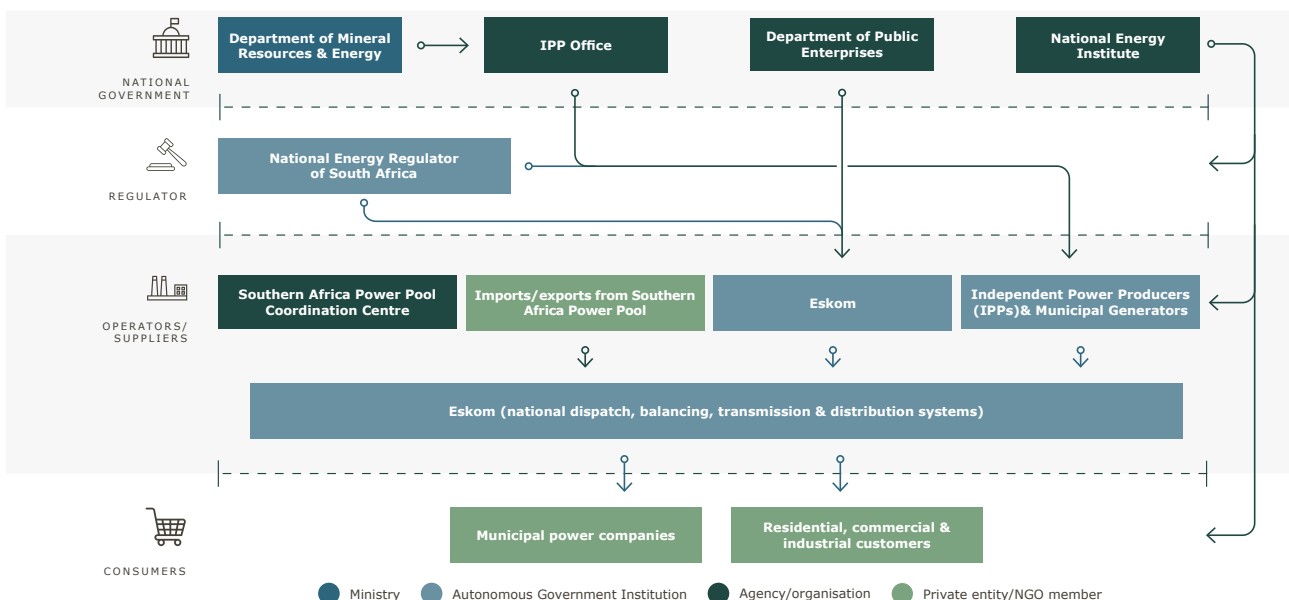 Department of Mineral
Resources & Energy
IPP Office
Department of Public
Enterprises
National Energy
Institute
NATIONAL
GOVERNMENT
National Energy Regulator
of South Africa
REGULATOR
Southern Africa Power Pool
Coordination Centre
Imports/exports from Southern
Africa Power Pool
Eskom
Independent Power Producers
(IPPs)& Municipal Generators
OPERATORS/
SUPPLIERS
Eskom (national dispatch, balancing, transmission & distribution systems)
Municipal power companies
Residential, commercial &
industrial customers
CONSUMERS
Ministry
Autonomous Government Institution
Agency/organisation
Private entity/NGO member